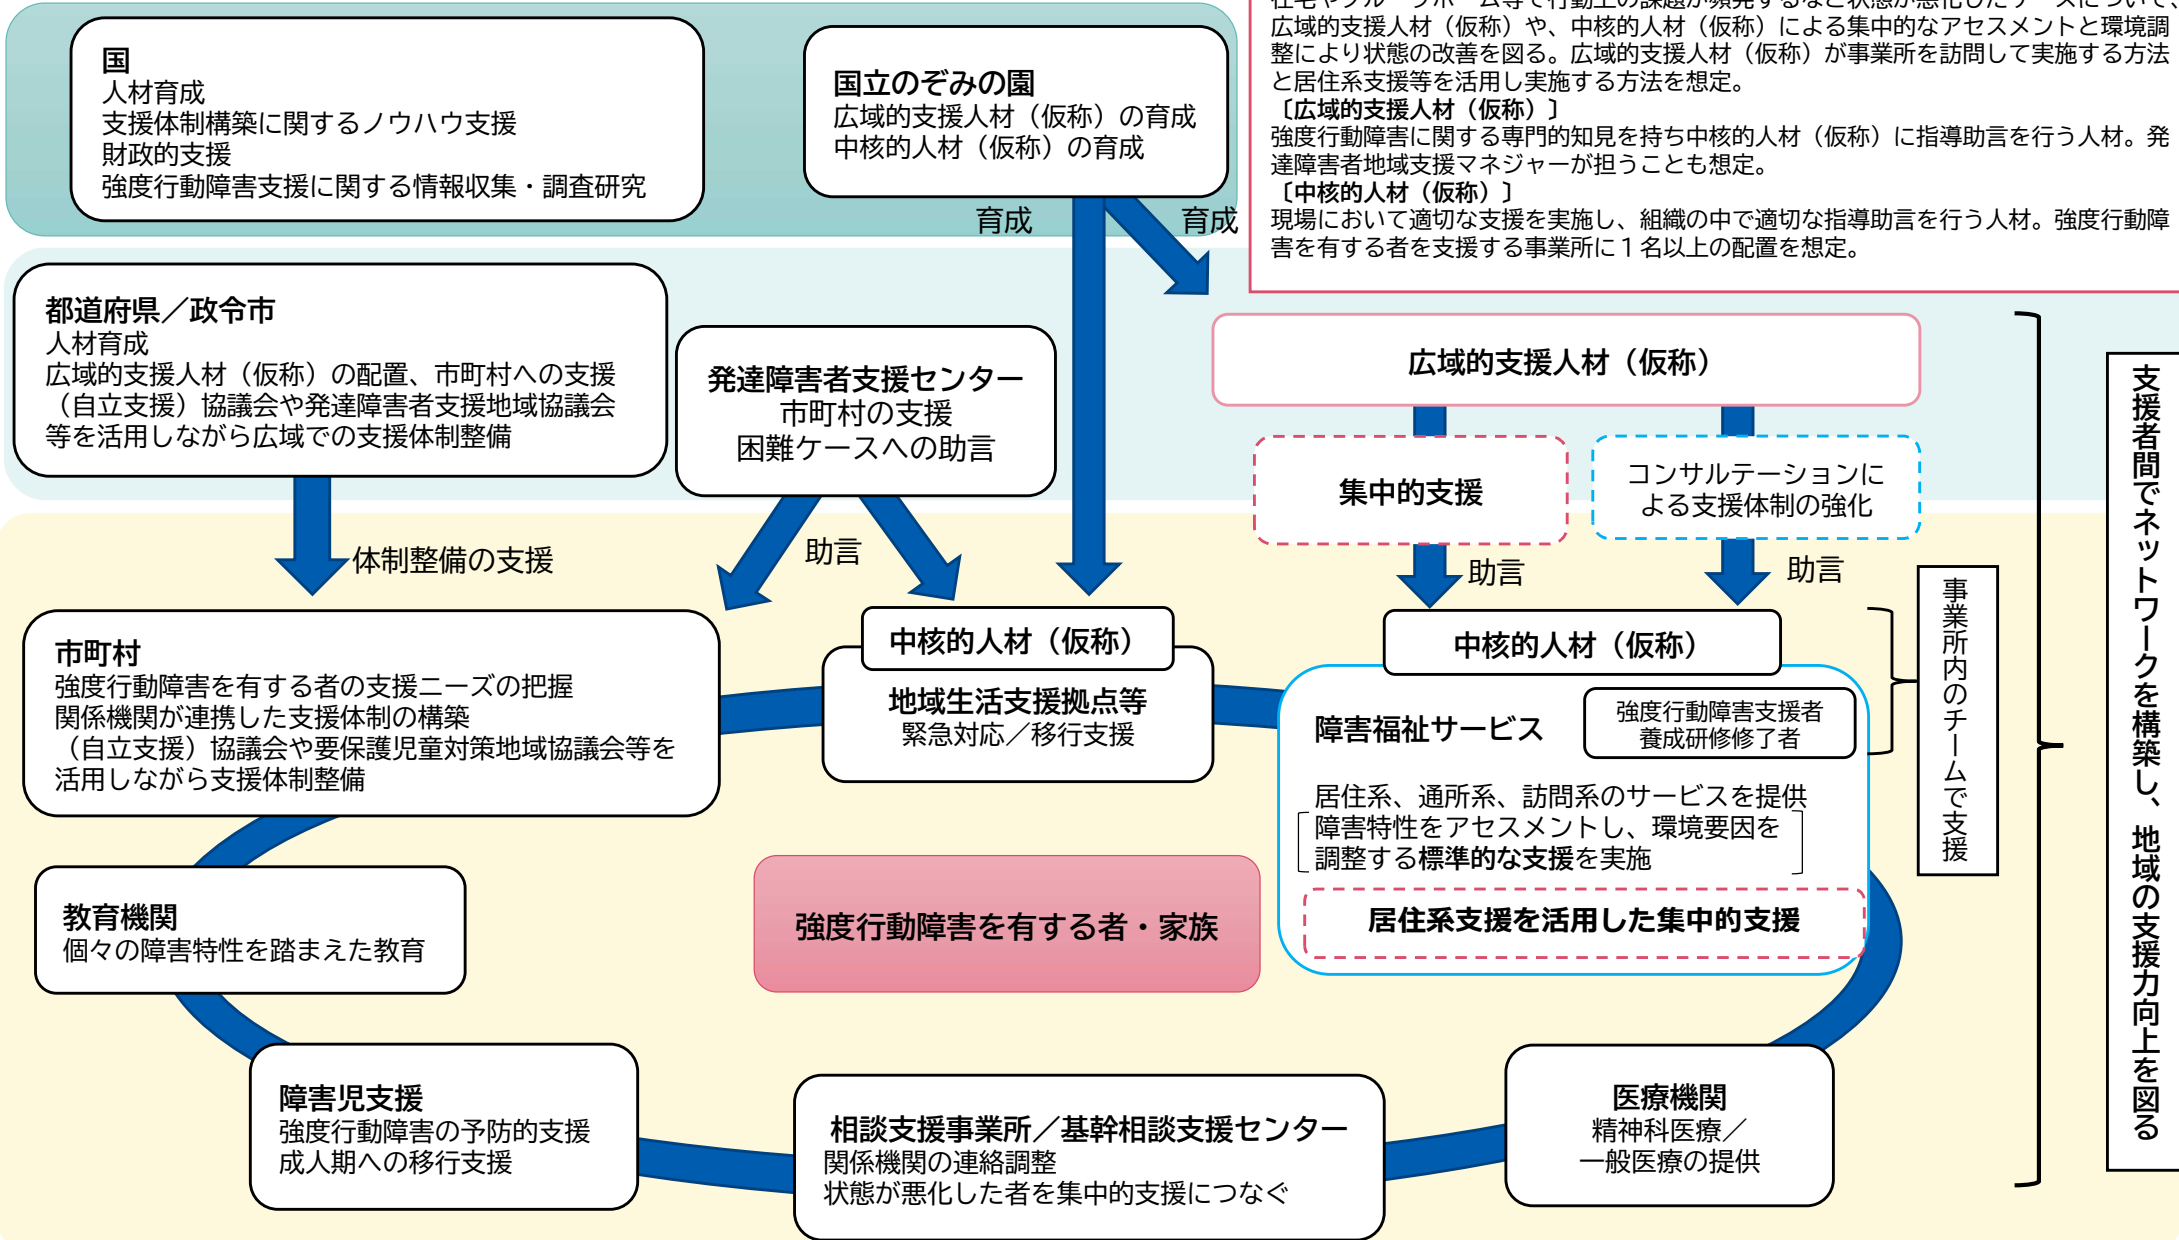 国
人材育成
支援体制構築に関するノウハウ支援
財政的支援
強度行動障害支援に関する情報収集・調査研究
国立のぞみの園
広域的支援人材（仮称）の育成
中核的人材（仮称）の育成
在宅やグループホーム等で行動上の課題が頻発するなど状態が悪化したケースについて、
広域的支援人材（仮称）や、中核的人材（仮称）による集中的なアセスメントと環境調
整により状態の改善を図る。広域的支援人材（仮称）が事業所を訪問して実施する方法
と居住系支援等を活用し実施する方法を想定。
〔広域的支援人材（仮称）〕
強度行動障害に関する専門的知見を持ち中核的人材（仮称）に指導助言を行う人材。発
達障害者地域支援マネジャーが担うことも想定。
〔中核的人材（仮称）〕
現場において適切な支援を実施し、組織の中で適切な指導助言を行う人材。強度行動障
害を有する者を支援する事業所に１名以上の配置を想定。
育成
育成
都道府県／政令市
人材育成
広域的支援人材（仮称）の配置、市町村への支援
（自立支援）協議会や発達障害者支援地域協議会
等を活用しながら広域での支援体制整備
発達障害者支援センター
市町村の支援
困難ケースへの助言
広域的支援人材（仮称）
集中的支援
コンサルテーションに
よる支援体制の強化
体制整備の支援
助言
助言
助言
市町村
強度行動障害を有する者の支援ニーズの把握
関係機関が連携した支援体制の構築
（自立支援）協議会や要保護児童対策地域協議会等を
活用しながら支援体制整備
中核的人材（仮称）
地域生活支援拠点等
緊急対応／移行支援
中核的人材（仮称）
障害福祉サービス
強度行動障害支援者
養成研修修了者
居住系、通所系、訪問系のサービスを提供
障害特性をアセスメントし、環境要因を
調整する標準的な支援を実施
居住系支援を活用した集中的支援
事業所内のチームで支援
支援者間でネットワークを構築し、地域の支援力向上を図る
教育機関
個々の障害特性を踏まえた教育
強度行動障害を有する者・家族
障害児支援
強度行動障害の予防的支援
成人期への移行支援
相談支援事業所／基幹相談支援センター
関係機関の連絡調整
状態が悪化した者を集中的支援につなぐ
医療機関
精神科医療／
一般医療の提供